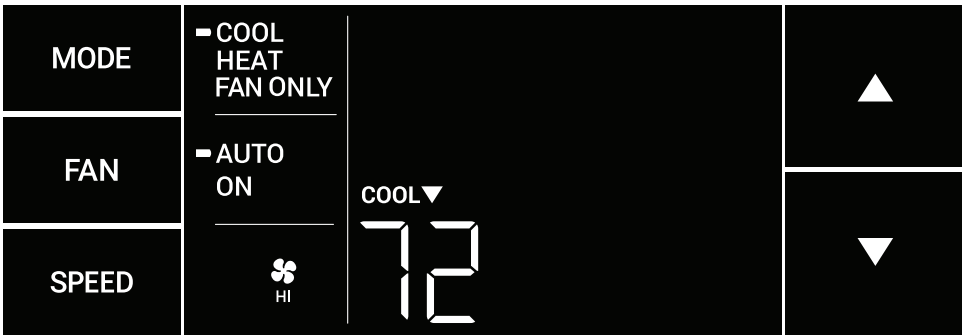 MODE
FAN
SPEED
COOL
HEAT
FAN ONLY
AUTO
ON
HI
COOL
72